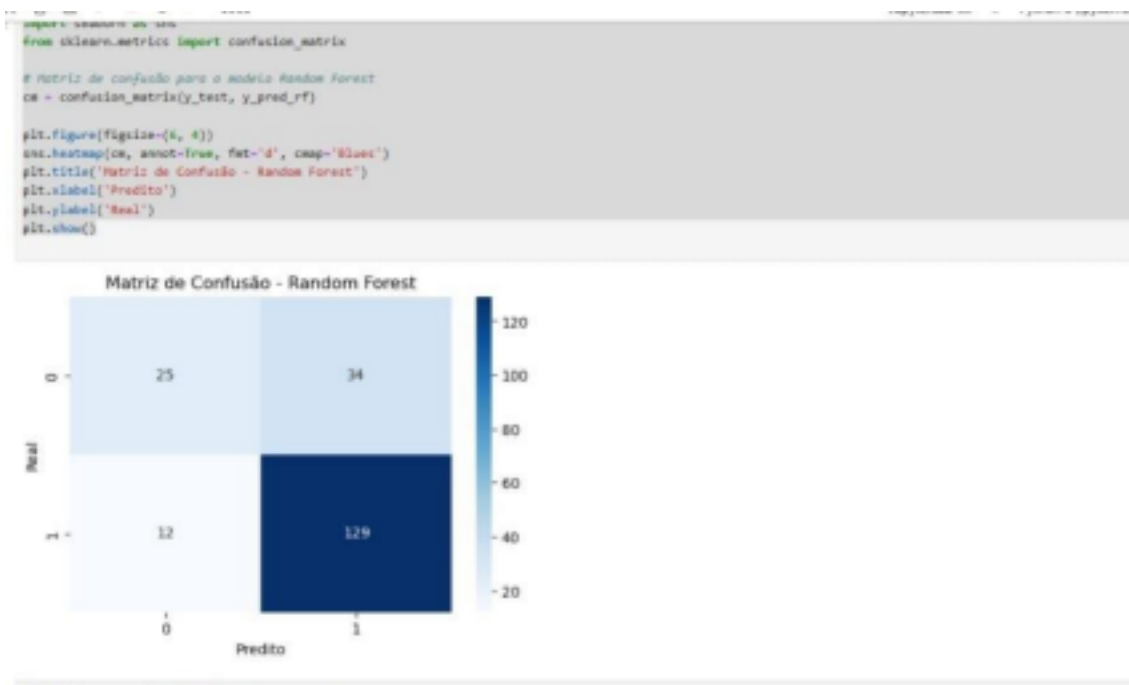 import seaborn as sns
from sklearn.metrics import confusion_matrix
# Matriz de confusão para o modelo Random Forest
cm = confusion_matrix(y_test, y_pred_rf)
plt.figure(figsize=(6, 4))
sns.heatmap(cm, annot=True, fmt='d', cmap='Blues')
plt.title('Matriz de Confusão - Random Forest')
plt.xlabel('Predito')
plt.ylabel('Real')
plt.show()
Matriz de Confusão - Random Forest
120
100
80
60
40
20
0
25
34
Real
1
12
129
0
1
Predito